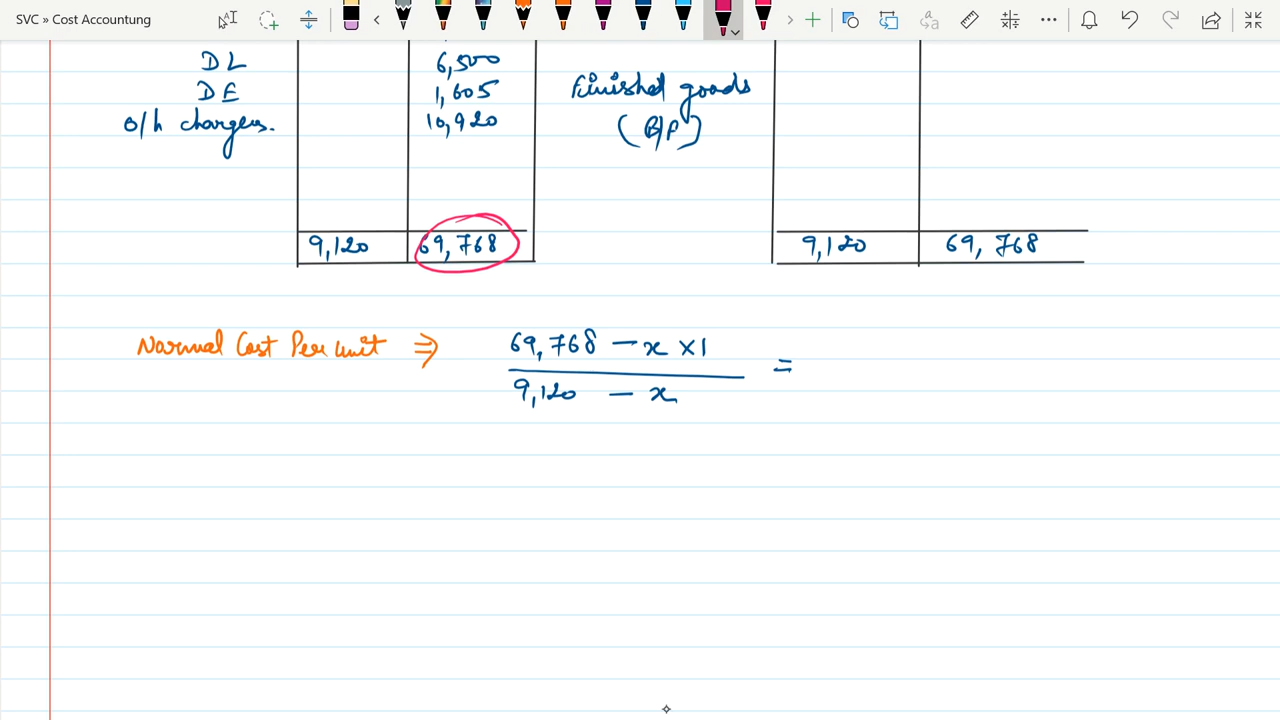 SVC » Cost Accountung
DL 6,500
DE 1,605 Finished goods
o/h charges. 10,920 (B/P)
9,120 69,768 9,120 69,768
Normal Cost Per unit ⇒ 69,768 - x × 1 =
9,120 - x